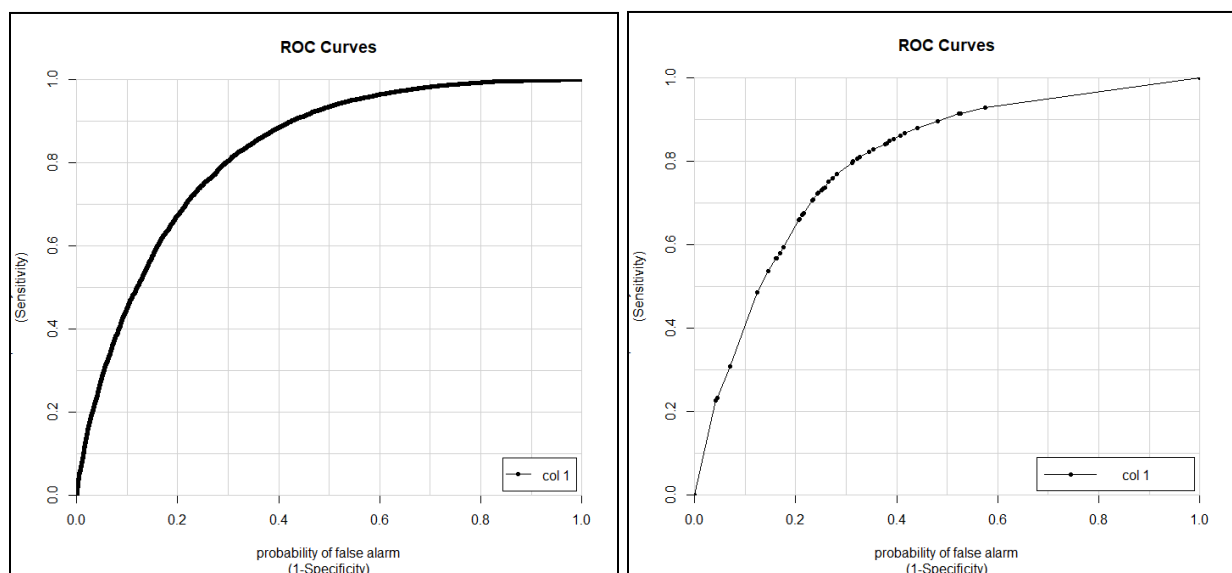 ROC Curves
1.0
0.8
0.6
0.4
0.2
0.0
(Sensitivity)
col 1
0.0 0.2 0.4 0.6 0.8 1.0
probability of false alarm
(1-Specificity)
ROC Curves
1.0
0.8
0.6
0.4
0.2
0.0
(Sensitivity)
col 1
0.0 0.2 0.4 0.6 0.8 1.0
probability of false alarm
(1-Specificity)